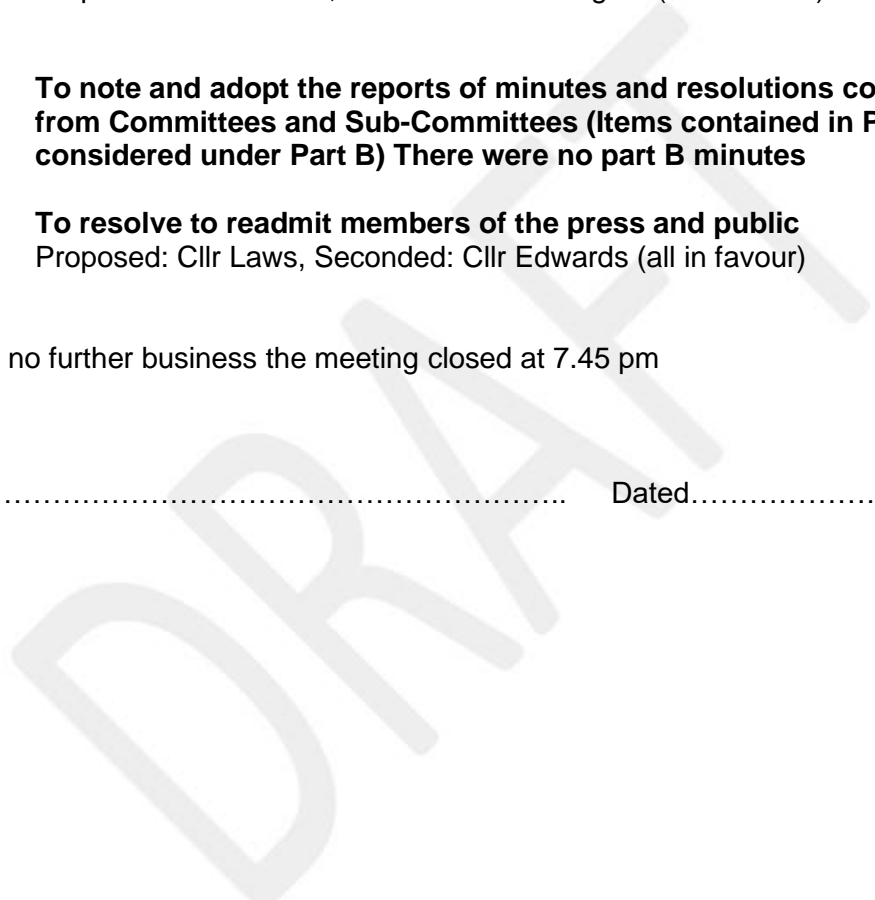 To note and adopt the reports of minutes and resolutions co
from Committees and Sub-Committees (Items contained in P
considered under Part B) There were no part B minutes
To resolve to readmit members of the press and public
Proposed: Cllr Laws, Seconded: Cllr Edwards (all in favour)
no further business the meeting closed at 7.45 pm
………………………………………………….. Dated……………….
DRAFT